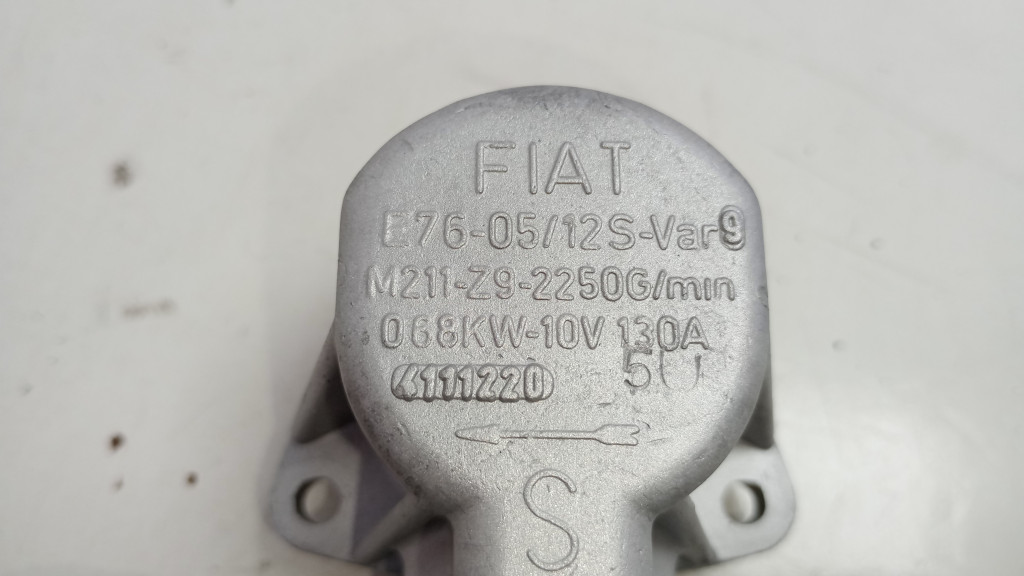 FIAT
E76-05/12S-Var9
M211-Z9-2250G/min
068KW-10V 130A
4111220 5U
S